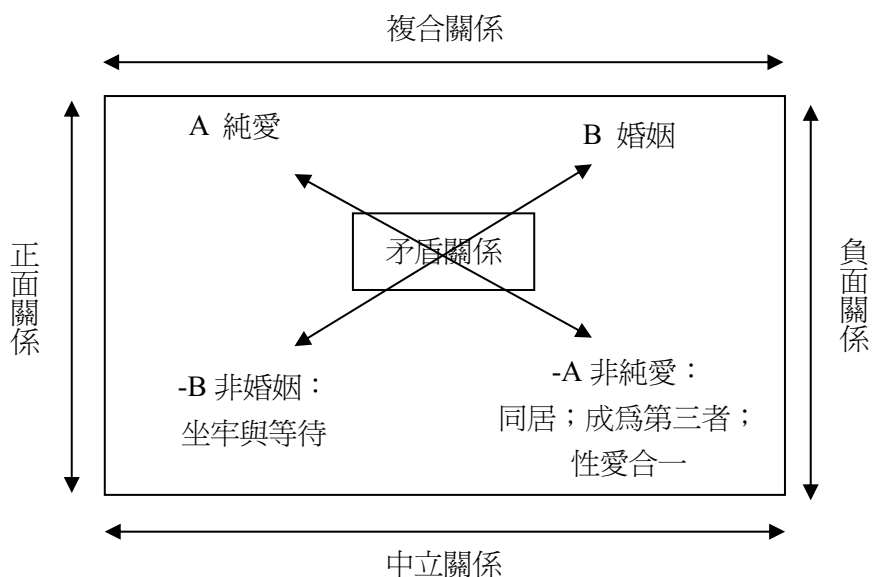 複合關係
A 純愛
B 婚姻
正面關係
矛盾關係
負面關係
-B 非婚姻：
坐牢與等待
-A 非純愛：
同居；成爲第三者；
性愛合一
中立關係